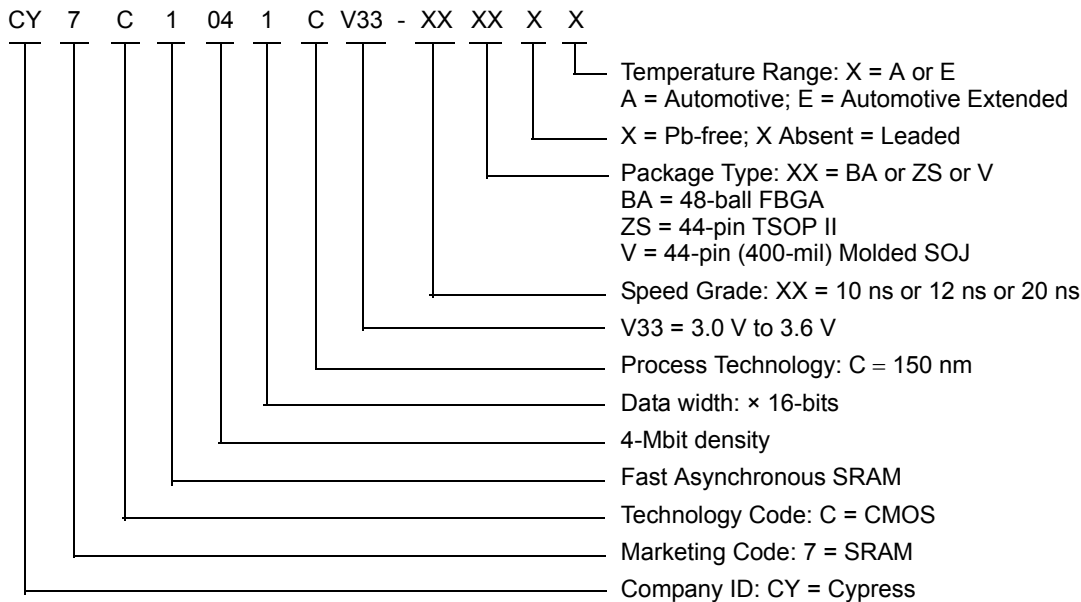 CY 7 C 1 04 1 C V33 - XX XX X X
Temperature Range: X = A or E
A = Automotive; E = Automotive Extended
X = Pb-free; X Absent = Leaded
Package Type: XX = BA or ZS or V
BA = 48-ball FBGA
ZS = 44-pin TSOP II
V = 44-pin (400-mil) Molded SOJ
Speed Grade: XX = 10 ns or 12 ns or 20 ns
V33 = 3.0 V to 3.6 V
Process Technology: C = 150 nm
Data width: × 16-bits
4-Mbit density
Fast Asynchronous SRAM
Technology Code: C = CMOS
Marketing Code: 7 = SRAM
Company ID: CY = Cypress